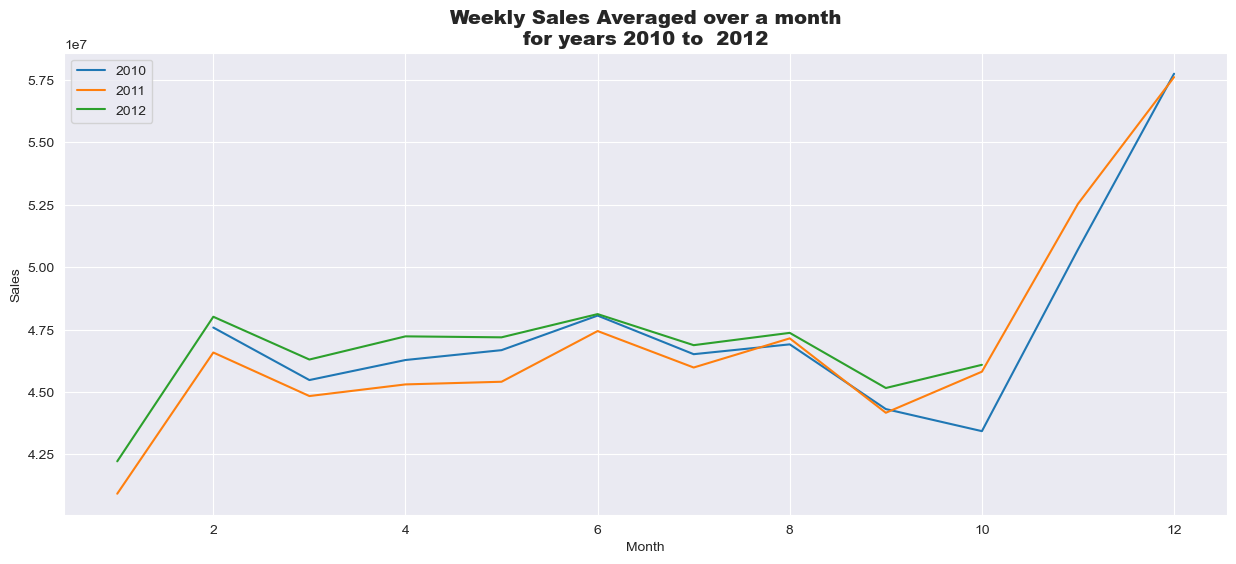 Weekly Sales Averaged over a month
for years 2010 to  2012
1e7
2010
2011
2012
5.75
5.50
5.25
5.00
4.75
4.50
4.25
Sales
2 4 6 8 10 12
Month